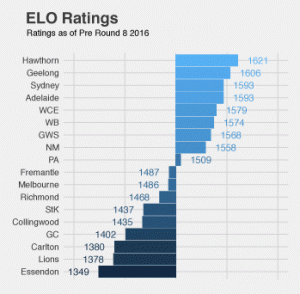 ELO Ratings
Ratings as of Pre Round 8 2016
Hawthorn 1621
Geelong 1606
Sydney 1593
Adelaide 1593
WCE 1579
WB 1574
GWS 1568
NM 1558
PA 1509
Fremantle 1487
Melbourne 1486
Richmond 1468
StK 1437
Collingwood 1435
GC 1402
Carlton 1380
Lions 1378
Essendon 1349